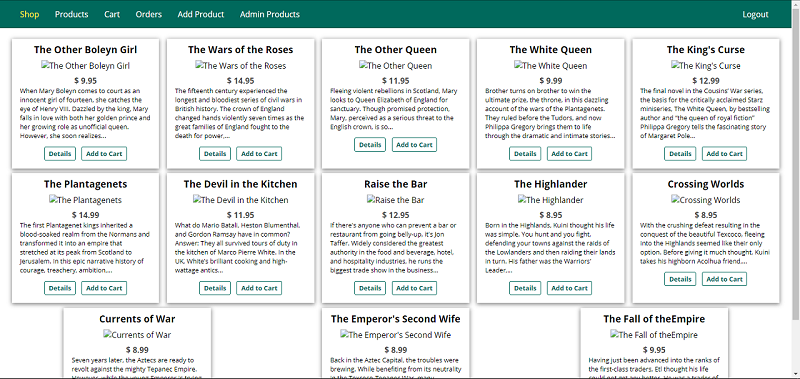 Shop Products Cart Orders Add Product Admin Products Logout
The Other Boleyn Girl
The Other Boleyn Girl
$ 9.95
When Mary Boleyn comes to court as an
innocent girl of fourteen, she catches the
eye of Henry VIII. Dazzled by the king, Mary
falls in love with both her golden prince and
her growing role as unofficial queen.
However, she soon realizes...
Details Add to Cart
The Wars of the Roses
The Wars of the Roses
$ 14.95
The fifteenth century experienced the
longest and bloodiest series of civil wars in
British history. The crown of England
changed hands violently seven times as the
great families of England fought to the
death for power,...
Details Add to Cart
The Other Queen
The Other Queen
$ 11.95
Fleeing violent rebellions in Scotland, Mary
looks to Queen Elizabeth of England for
sanctuary. Though promised protection,
Mary, perceived as a serious threat to the
English crown, is so...
Details Add to Cart
The White Queen
The White Queen
$ 9.99
Brother turns on brother to win the
ultimate prize, the throne, in this dazzling
account of the wars of the Plantagenets.
They ruled before the Tudors, and now
Philippa Gregory brings them to life
through the dramatic and intimate stories...
Details Add to Cart
The King's Curse
The King's Curse
$ 12.99
The final novel in the Cousins' War series,
the basis for the critically acclaimed Starz
miniseries, The White Queen, by bestselling
author and “the queen of royal fiction”
Philippa Gregory tells the fascinating story
of Margaret Pole...
Details Add to Cart
The Plantagenets
The Plantagenets
$ 14.99
The first Plantagenet kings inherited a
blood-soaked realm from the Normans and
transformed it into an empire that
stretched at its peak from Scotland to
Jerusalem. In this epic narrative history of
courage, treachery, ambition,...
Details Add to Cart
The Devil in the Kitchen
The Devil in the Kitchen
$ 11.95
What do Mario Batali, Heston Blumenthal,
and Gordon Ramsay have in common?
Answer: They all survived tours of duty in
the kitchen of Marco Pierre White. In the
UK, White's brilliant cooking and high-
wattage antics...
Details Add to Cart
Raise the Bar
Raise the Bar
$ 12.95
If there's anyone who can prevent a bar or
restaurant from going belly-up, it's Jon
Taffer. Widely considered the greatest
authority in the food and beverage, hotel,
and hospitality industries, he runs the
biggest trade show in the business...
Details Add to Cart
The Highlander
The Highlander
$ 8.95
Born in the Highlands, Kuini thought his life
was simple. You hunt and you fight,
defending your towns against the raids of
the Lowlanders and then raiding their lands
in turn. His father was the Warriors'
Leader,...
Details Add to Cart
Crossing Worlds
Crossing Worlds
$ 8.95
With the crushing defeat resulting in the
conquest of the beautiful Texcoco, fleeing
into the Highlands seemed like their only
option. Before giving it much thought, Kuini
takes his highborn Acolhua friend,...
Details Add to Cart
Currents of War
Currents of War
$ 8.99
Seven years later, the Aztecs are ready to
revolt against the mighty Tepanec Empire.
However, while the young Emperor is trying
The Emperor's Second Wife
The Emperor's Second Wife
$ 8.99
Back in the Aztec Capital, the troubles were
brewing. While benefiting from its neutrality
in the Texcoco-Tepanec War, many
The Fall of theEmpire
The Fall of theEmpire
$ 9.95
Having just been advanced into the ranks of
the first-class traders, Etl thought his life
could not get any better. He was a trader of